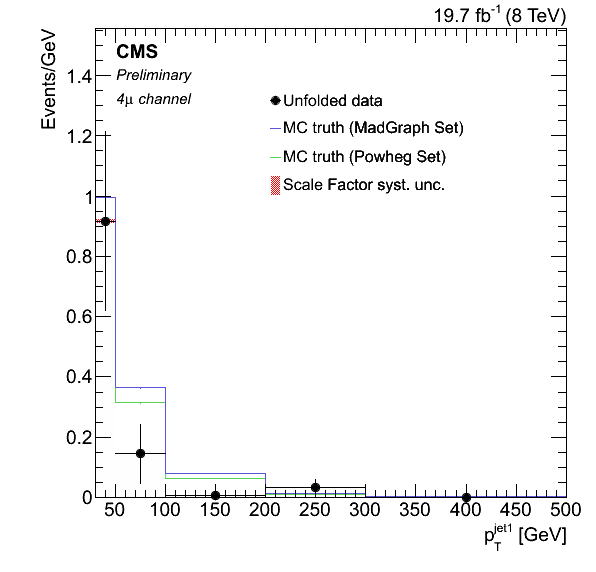 19.7 fb⁻¹ (8 TeV)
Events/GeV
CMS
Preliminary
4μ channel
Unfolded data
MC truth (MadGraph Set)
MC truth (Powheg Set)
Scale Factor syst. unc.
1.4
1.2
1
0.8
0.6
0.4
0.2
0
50 100 150 200 250 300 350 400 450 500
p_T^jet1 [GeV]